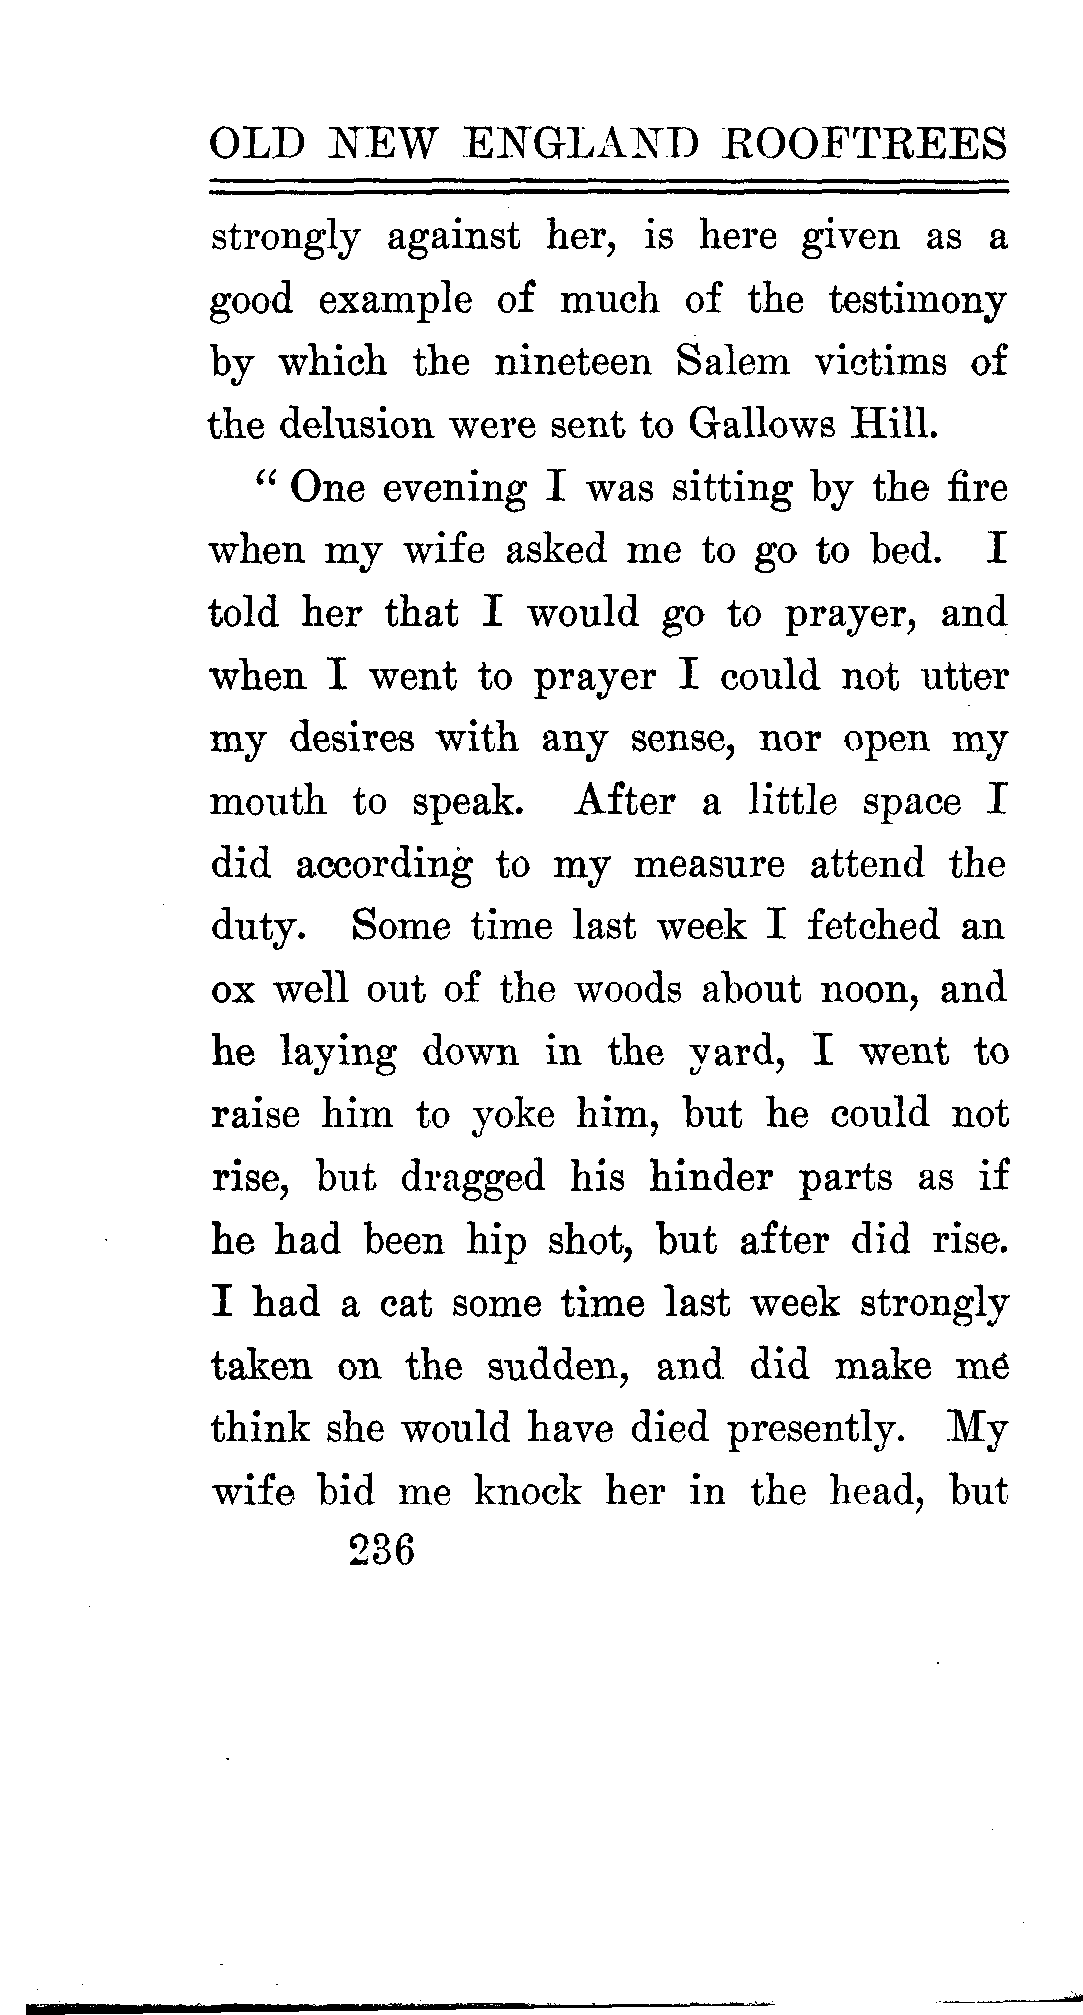 OLD NEW ENGLAND ROOFTREES
strongly against her, is here given as a
good example of much of the testimony
by which the nineteen Salem victims of
the delusion were sent to Gallows Hill.
“ One evening I was sitting by the fire
when my wife asked me to go to bed. I
told her that I would go to prayer, and
when I went to prayer I could not utter
my desires with any sense, nor open my
mouth to speak. After a little space I
did according to my measure attend the
duty. Some time last week I fetched an
ox well out of the woods about noon, and
he laying down in the yard, I went to
raise him to yoke him, but he could not
rise, but dragged his hinder parts as if
he had been hip shot, but after did rise.
I had a cat some time last week strongly
taken on the sudden, and did make me
think she would have died presently. My
wife bid me knock her in the head, but
236